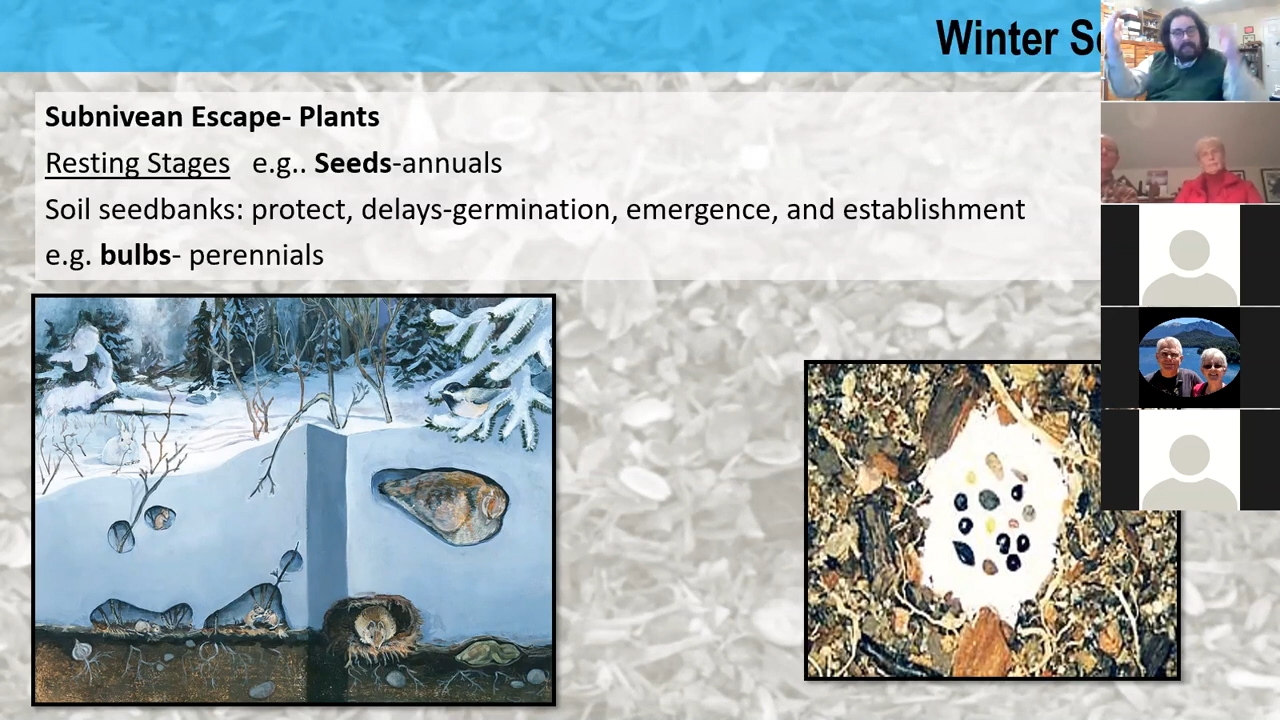 Winter S
Subnivean Escape- Plants
Resting Stages e.g.. Seeds-annuals
Soil seedbanks: protect, delays-germination, emergence, and establishment
e.g. bulbs- perennials